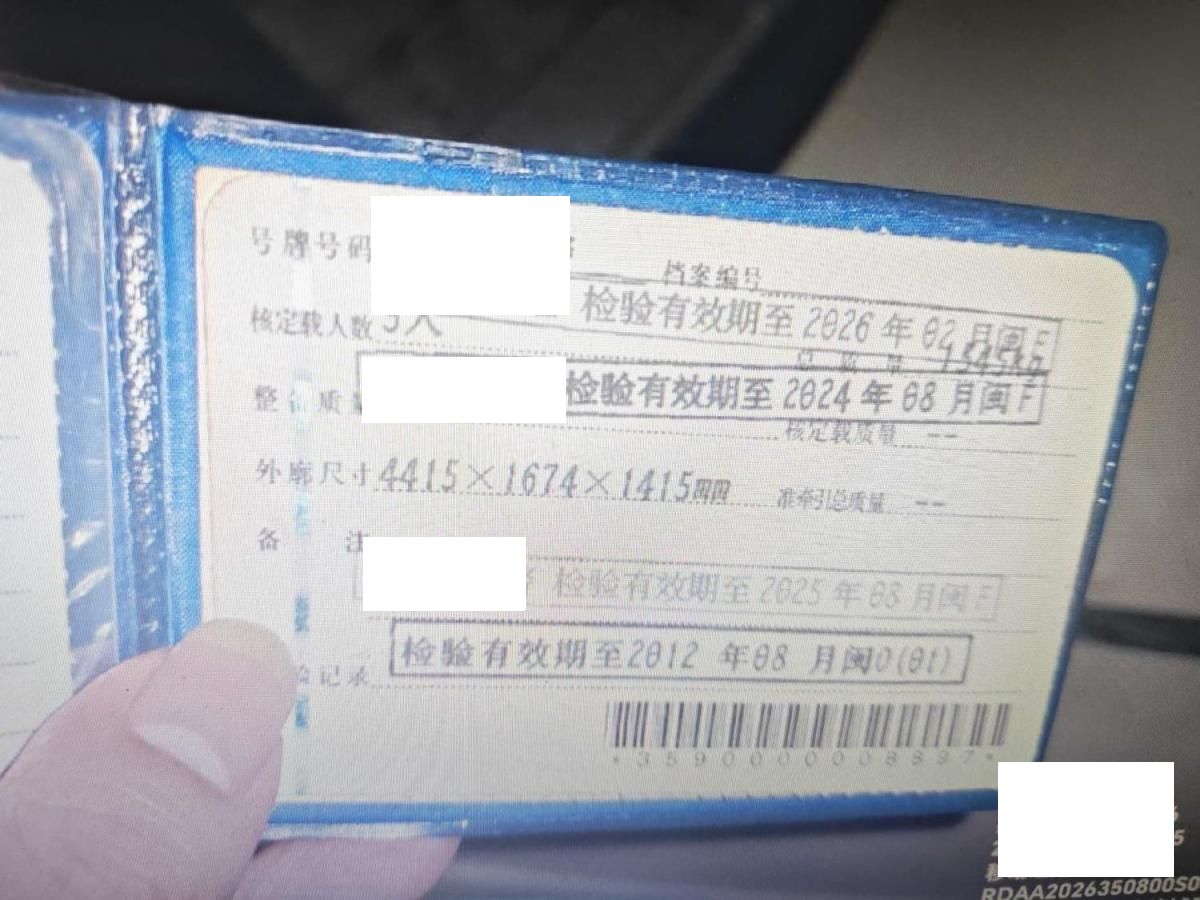 号牌号码
档案编号
检验有效期至2026年02月闽F
核定载人数 5人
总质量 1545kg
检验有效期至2024年08月闽F
整备质量
核定载质量 --
外廓尺寸 4415×1674×1415mm
准牵引总质量 --
备注
检验有效期至2025年08月闽F
检验有效期至2012 年08 月闽O(01)
记录
*3590000008897*
RDAA2026350800S0